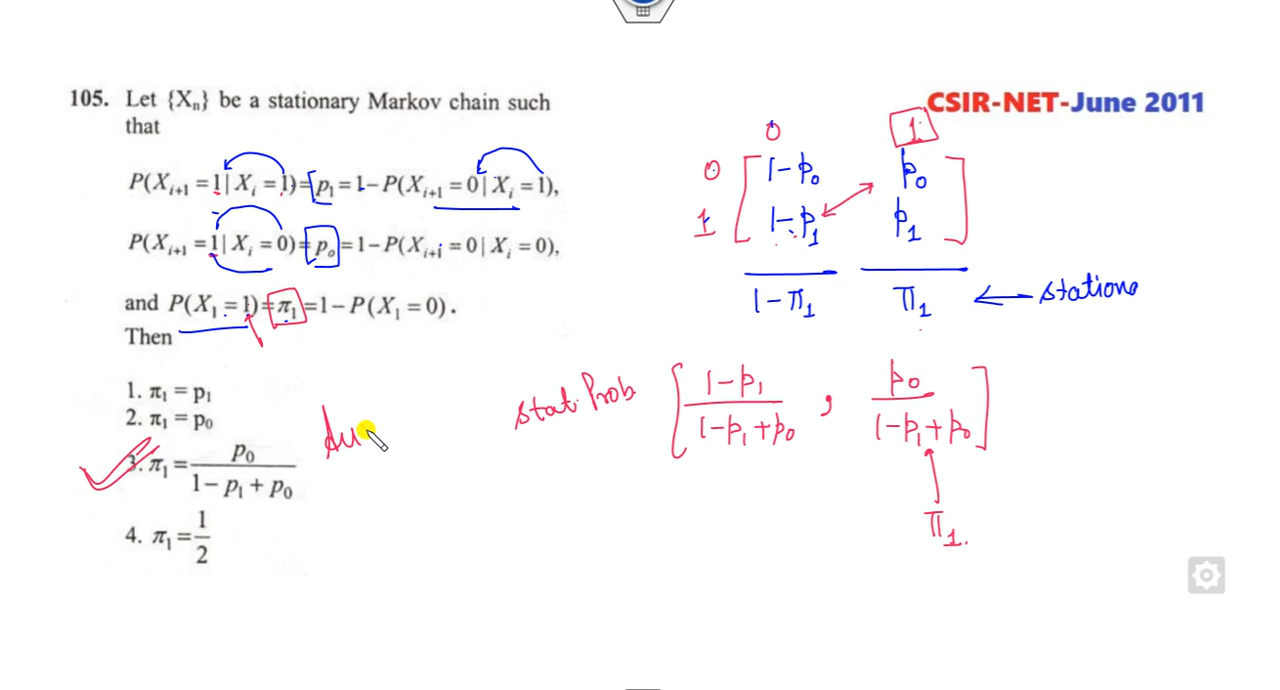 105. Let {Xₙ} be a stationary Markov chain such
that
P(Xᵢ₊₁ = 1 | Xᵢ = 1) = p₁ = 1 − P(Xᵢ₊₁ = 0 | Xᵢ = 1),
P(Xᵢ₊₁ = 1 | Xᵢ = 0) = p₀ = 1 − P(Xᵢ₊ᵢ = 0 | Xᵢ = 0),
and P(X₁ = 1) = π₁ = 1 − P(X₁ = 0).
Then
1. π₁ = p₁
2. π₁ = p₀
3. π₁ = p₀ / (1 − p₁ + p₀)
4. π₁ = 1/2
CSIR-NET-June 2011
0 1
0 [ 1-p₀ p₀ ]
1 [ 1-p₁ p₁ ]
1-π₁ π₁ ← stationa
stat. Prob [ (1-p₁)/(1-p₁+p₀) , p₀/(1-p₁+p₀) ]
π₁.